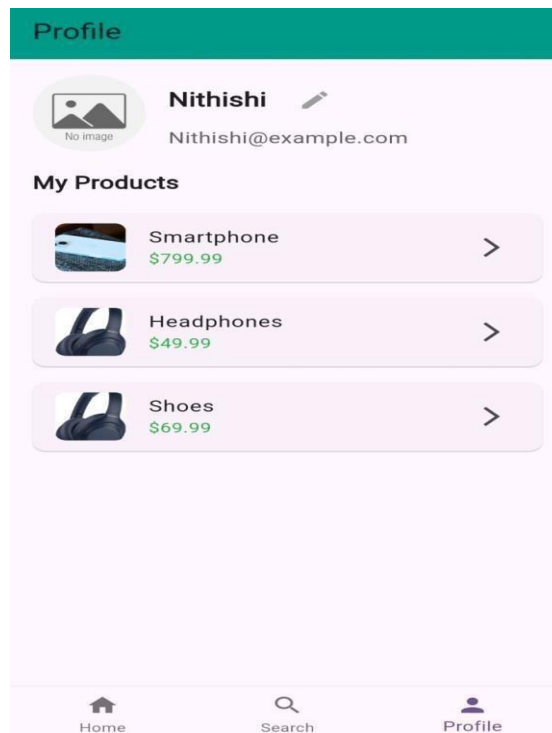 Profile
No image
Nithishi
Nithishi@example.com
My Products
Smartphone
$799.99
Headphones
$49.99
Shoes
$69.99
Home
Search
Profile